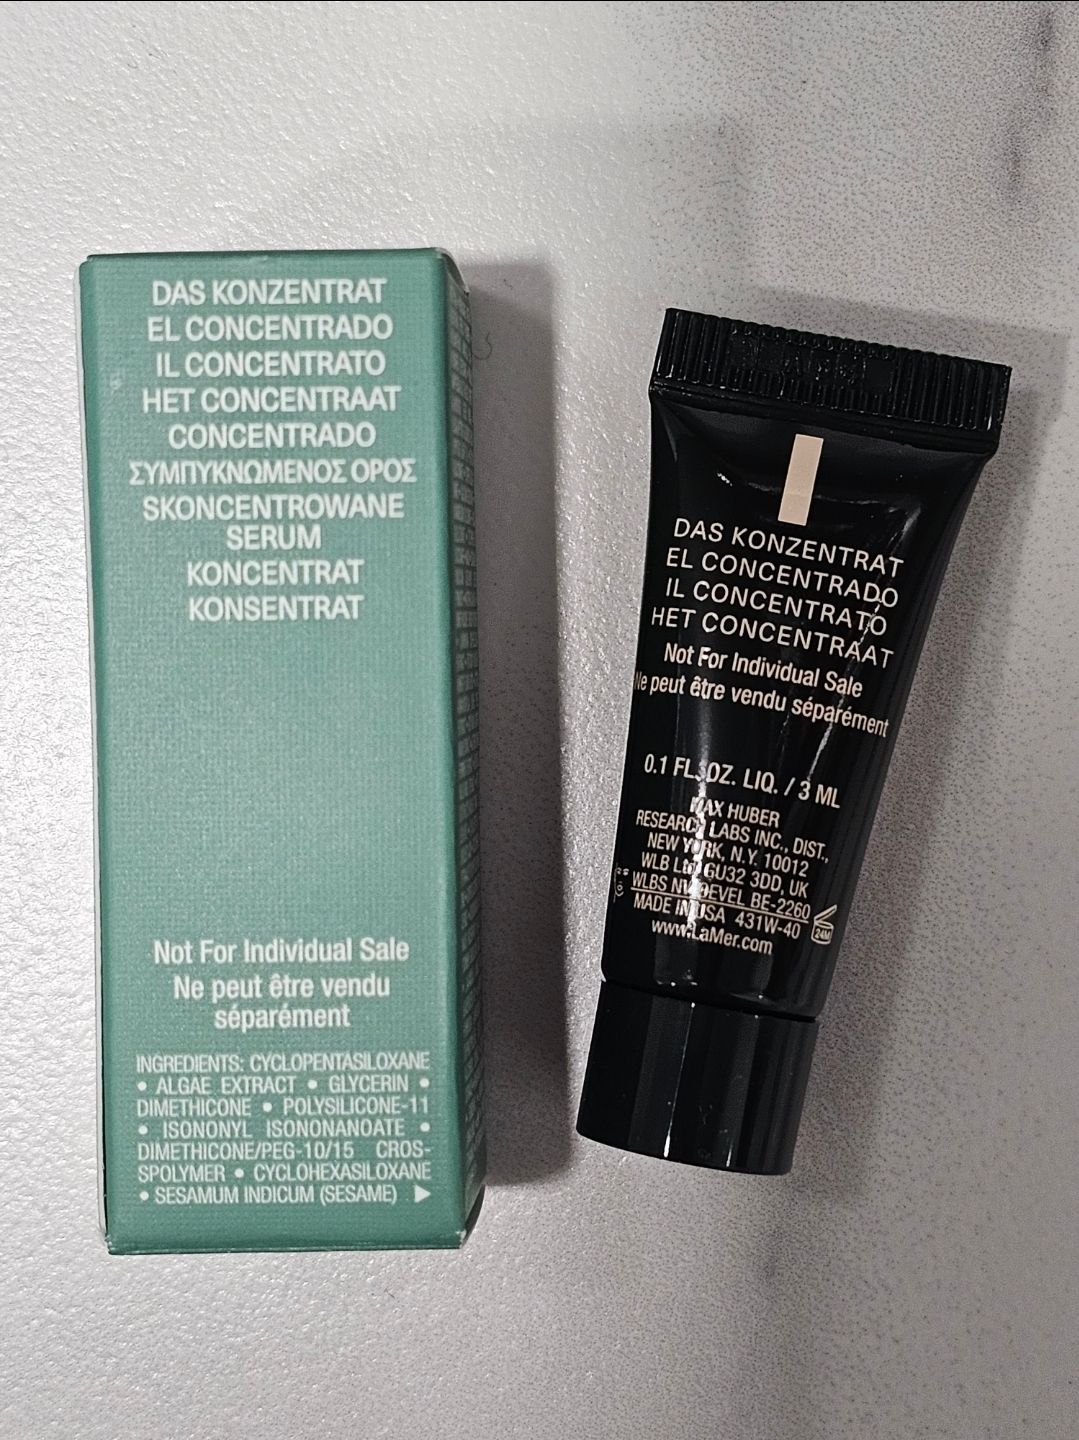 DAS KONZENTRAT
EL CONCENTRADO
IL CONCENTRATO
HET CONCENTRAAT
CONCENTRADO
ΣΥΜΠΥΚΝΩΜΕΝΟΣ ΟΡΟΣ
SKONCENTROWANE
SERUM
KONCENTRAT
KONSENTRAT
Not For Individual Sale
Ne peut être vendu
séparément
INGREDIENTS: CYCLOPENTASILOXANE
• ALGAE EXTRACT • GLYCERIN •
DIMETHICONE • POLYSILICONE-11
• ISONONYL ISONONANOATE •
DIMETHICONE/PEG-10/15 CROS-
SPOLYMER • CYCLOHEXASILOXANE
• SESAMUM INDICUM (SESAME) ▶
DAS KONZENTRAT
EL CONCENTRADO
IL CONCENTRATO
HET CONCENTRAAT
Not For Individual Sale
Ne peut être vendu séparément
0.1 FL. OZ. LIQ. / 3 ML
MAX HUBER
RESEARCH LABS INC., DIST.,
NEW YORK, N.Y. 10012
WLB Ltd, GU32 3DD, UK
WLBS NV OEVEL BE-2260
MADE IN USA 431W-40
24M
www.LaMer.com